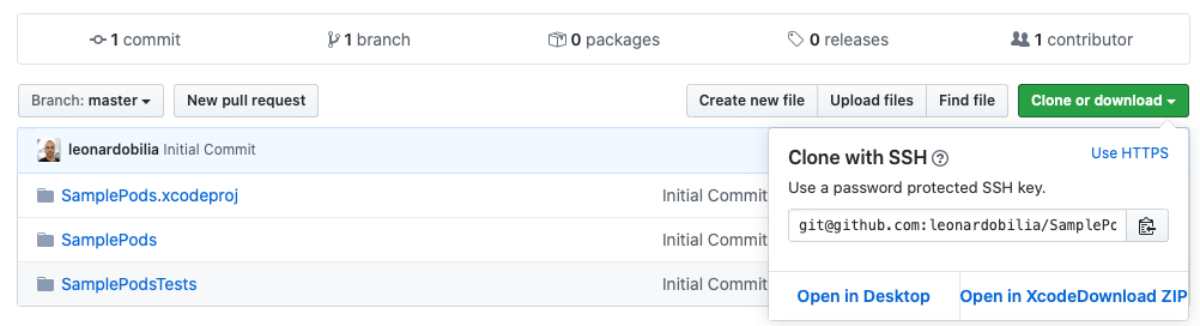 1 commit 1 branch 0 packages 0 releases 1 contributor
Branch: master New pull request Create new file Upload files Find file Clone or download
leonardobilia Initial Commit
Clone with SSH ? Use HTTPS
Use a password protected SSH key.
SamplePods.xcodeproj Initial Commit
git@github.com:leonardobilia/SamplePo
SamplePods Initial Commit
SamplePodsTests Initial Commit
Open in Desktop Open in XcodeDownload ZIP